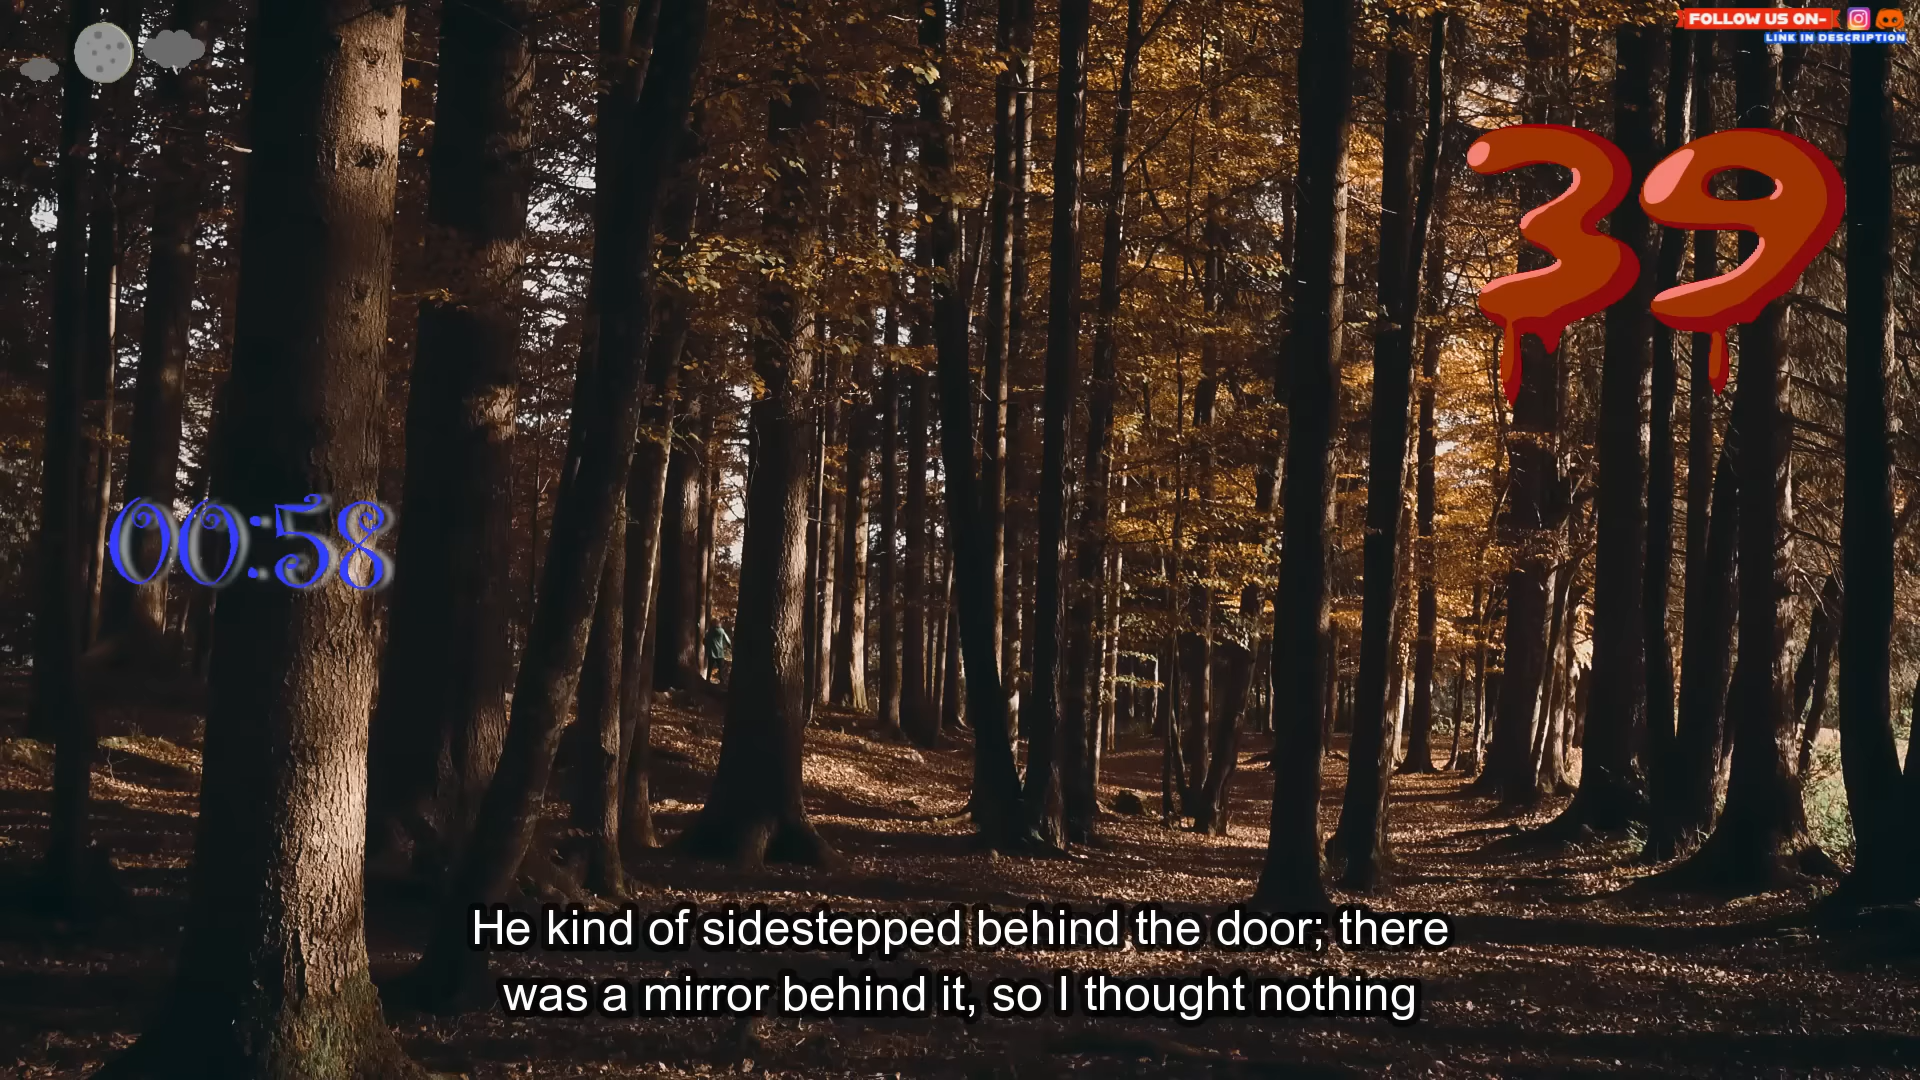 FOLLOW US ON-
LINK IN DESCRIPTION
39
00:58
He kind of sidestepped behind the door; there
was a mirror behind it, so I thought nothing